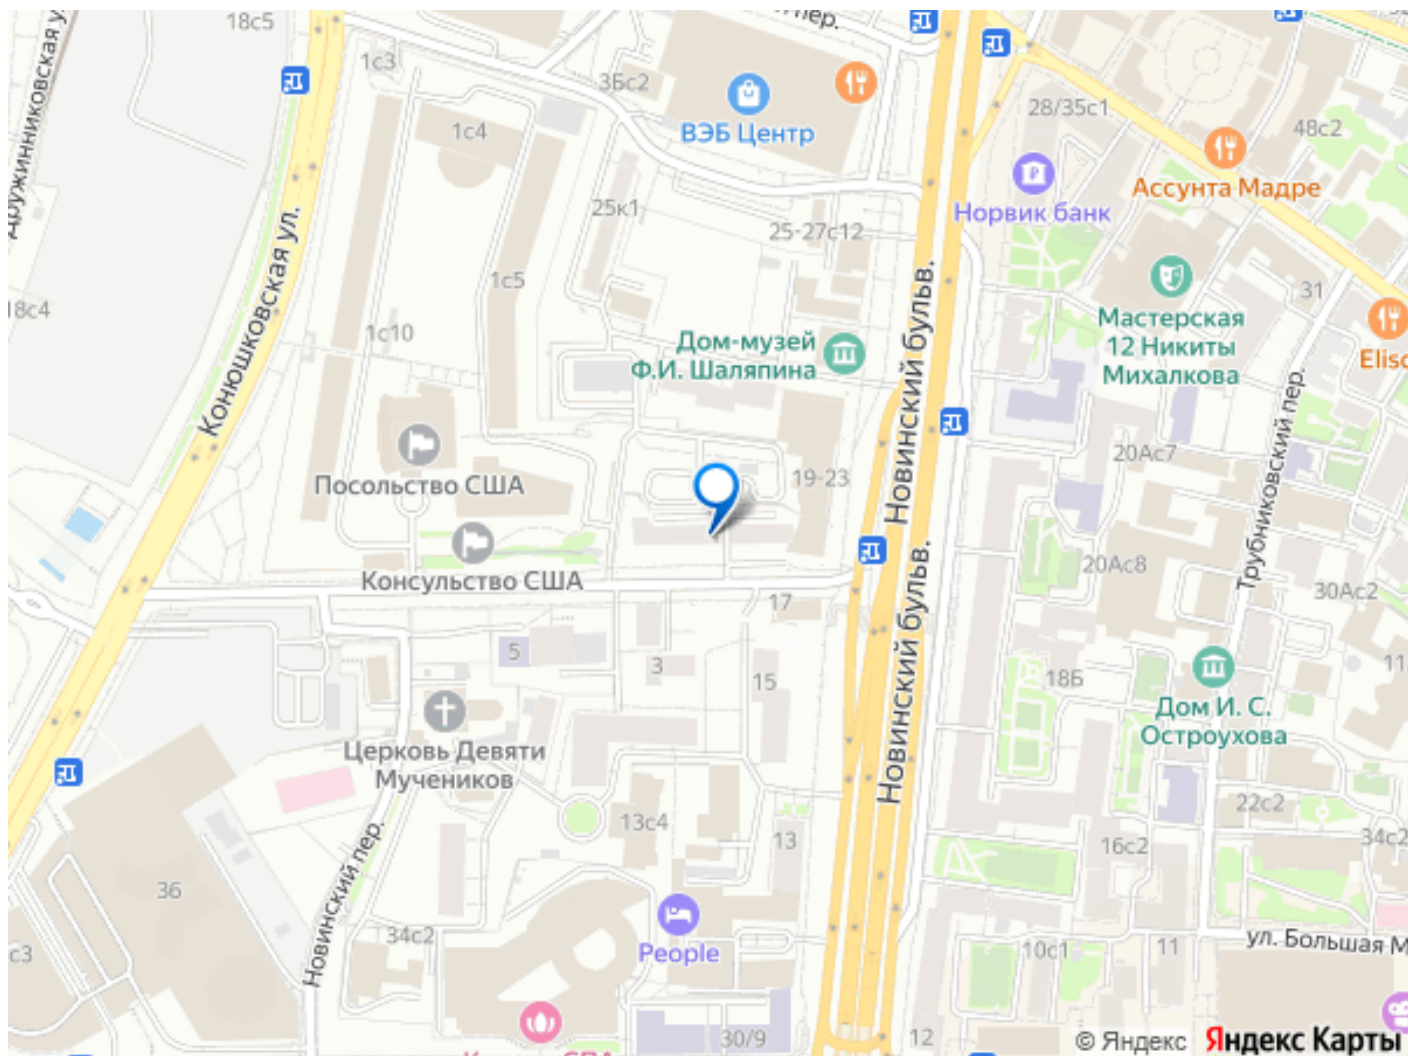 18с5
1с3
3Бс2
ВЭБ Центр
1с4
28/35с1
48с2
Ассунта Мадре
Норвик банк
25к1
25-27с12
Дружинниковская
Конюшковская ул.
1с5
1с10
18с4
Дом-музей
Ф.И. Шаляпина
Новинский бульв.
Мастерская
12 Никиты
Михалкова
31
Трубниковский пер.
Посольство США
19-23
20Ас7
Консульство США
Новинский бульв.
20Ас8
30Ас2
17
5
3
15
18Б
Дом И. С.
Остроухова
Церковь Девяти
Мучеников
13с4
13
22с2
16с2
34с2
36
Новинский пер.
34с2
People
10с1
11
ул. Большая М
30/9
12
© Яндекс
Яндекс Карты